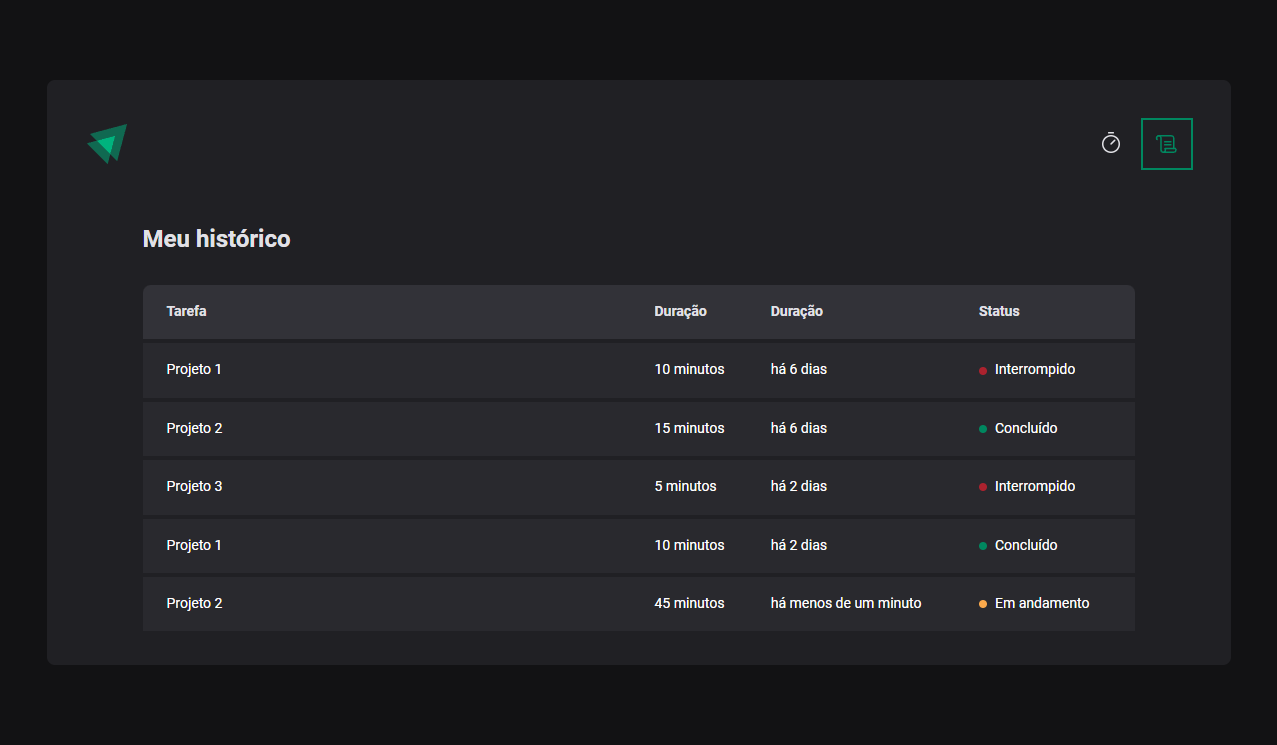 Meu histórico
Tarefa Duração Duração Status
Projeto 1 10 minutos há 6 dias Interrompido
Projeto 2 15 minutos há 6 dias Concluído
Projeto 3 5 minutos há 2 dias Interrompido
Projeto 1 10 minutos há 2 dias Concluído
Projeto 2 45 minutos há menos de um minuto Em andamento